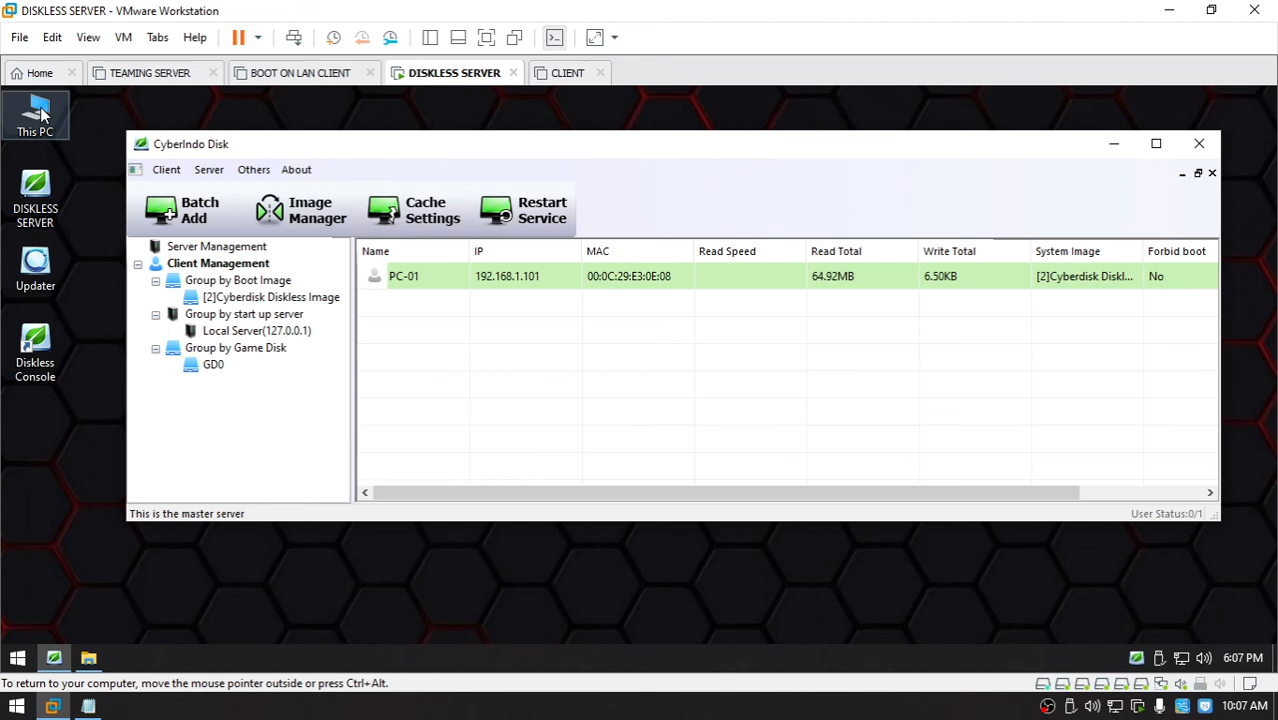 DISKLESS SERVER - VMware Workstation
File Edit View VM Tabs Help
Home TEAMING SERVER BOOT ON LAN CLIENT DISKLESS SERVER CLIENT
This PC
DISKLESS
SERVER
Updater
Diskless
Console
CyberIndo Disk
Client Server Others About
Batch
Add
Image
Manager
Cache
Settings
Restart
Service
Server Management
Client Management
Group by Boot Image
[2]Cyberdisk Diskless Image
Group by start up server
Local Server(127.0.0.1)
Group by Game Disk
GD0
Name IP MAC Read Speed Read Total Write Total System Image Forbid boot
PC-01 192.168.1.101 00:0C:29:E3:0E:08 64.92MB 6.50KB [2]Cyberdisk Diskl... No
This is the master server User Status:0/1
6:07 PM
To return to your computer, move the mouse pointer outside or press Ctrl+Alt.
10:07 AM